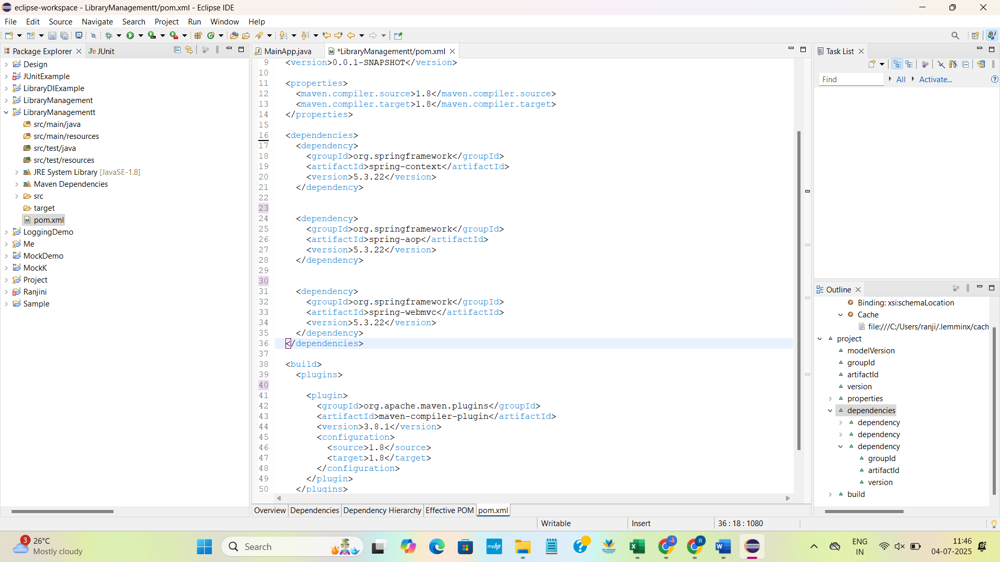 eclipse-workspace - LibraryManagementt/pom.xml - Eclipse IDE
File Edit Source Navigate Search Project Run Window Help
Package Explorer
JUnit
Design
JUnitExample
LibraryDIExample
LibraryManagement
LibraryManagementt
src/main/java
src/main/resources
src/test/java
src/test/resources
JRE System Library [JavaSE-1.8]
Maven Dependencies
src
target
pom.xml
LoggingDemo
Me
MockDemo
MockK
Project
Ranjini
Sample
MainApp.java
*LibraryManagementt/pom.xml
9 <version>0.0.1-SNAPSHOT</version>
10
11 <properties>
12 <maven.compiler.source>1.8</maven.compiler.source>
13 <maven.compiler.target>1.8</maven.compiler.target>
14 </properties>
15
16 <dependencies>
17 <dependency>
18 <groupId>org.springframework</groupId>
19 <artifactId>spring-context</artifactId>
20 <version>5.3.22</version>
21 </dependency>
22
23
24 <dependency>
25 <groupId>org.springframework</groupId>
26 <artifactId>spring-aop</artifactId>
27 <version>5.3.22</version>
28 </dependency>
29
30
31 <dependency>
32 <groupId>org.springframework</groupId>
33 <artifactId>spring-webmvc</artifactId>
34 <version>5.3.22</version>
35 </dependency>
36 </dependencies>
37
38 <build>
39 <plugins>
40
41 <plugin>
42 <groupId>org.apache.maven.plugins</groupId>
43 <artifactId>maven-compiler-plugin</artifactId>
44 <version>3.8.1</version>
45 <configuration>
46 <source>1.8</source>
47 <target>1.8</target>
48 </configuration>
49 </plugin>
50 </plugins>
Overview Dependencies Dependency Hierarchy Effective POM pom.xml
Task List
Find All Activate...
Outline
Binding: xsi:schemaLocation
Cache
file:///C:/Users/ranji/.lemminx/cach
project
modelVersion
groupId
artifactId
version
properties
dependencies
dependency
dependency
dependency
groupId
artifactId
version
build
Writable Insert 36 : 18 : 1080
3
26°C
Mostly cloudy
Search
myhp
ENG
IN
11:46
04-07-2025